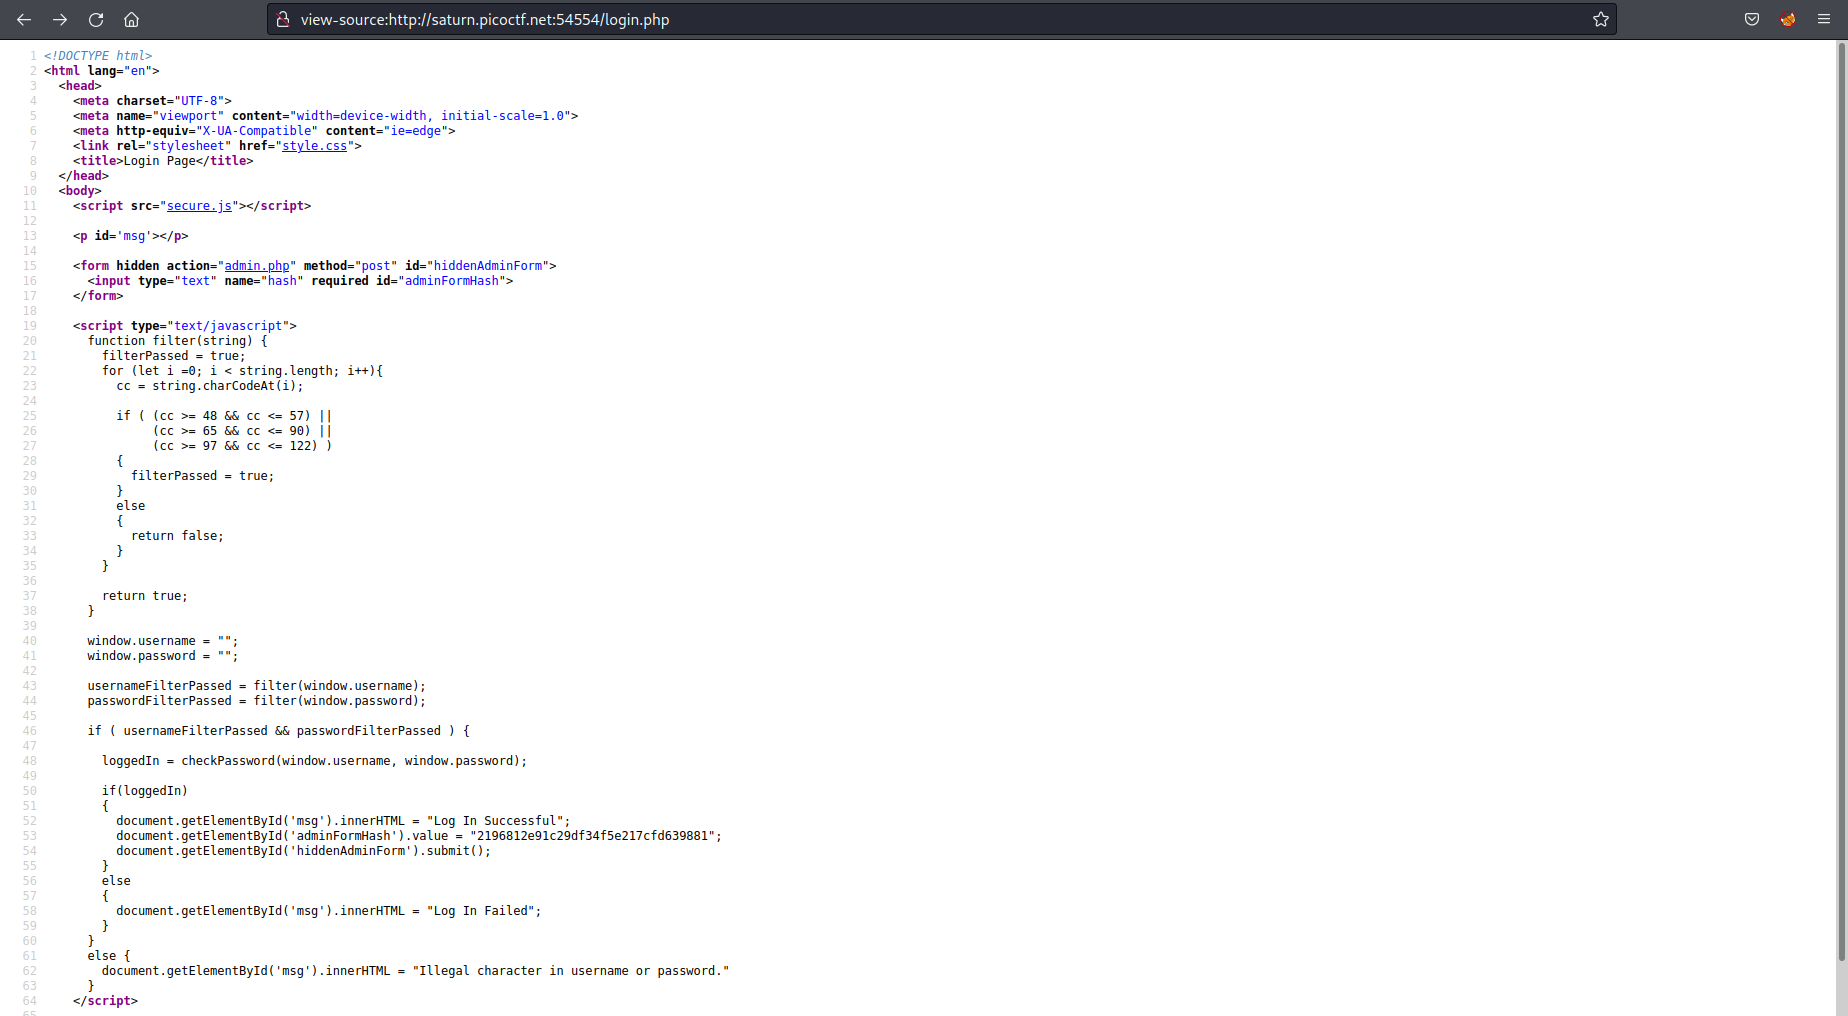 view-source:http://saturn.picoctf.net:54554/login.php
1 <!DOCTYPE html>
2 <html lang="en">
3   <head>
4     <meta charset="UTF-8">
5     <meta name="viewport" content="width=device-width, initial-scale=1.0">
6     <meta http-equiv="X-UA-Compatible" content="ie=edge">
7     <link rel="stylesheet" href="style.css">
8     <title>Login Page</title>
9   </head>
10   <body>
11     <script src="secure.js"></script>
12
13     <p id='msg'></p>
14
15     <form hidden action="admin.php" method="post" id="hiddenAdminForm">
16       <input type="text" name="hash" required id="adminFormHash">
17     </form>
18
19     <script type="text/javascript">
20       function filter(string) {
21         filterPassed = true;
22         for (let i =0; i < string.length; i++){
23           cc = string.charCodeAt(i);
24
25           if ( (cc >= 48 && cc <= 57) ||
26                (cc >= 65 && cc <= 90) ||
27                (cc >= 97 && cc <= 122) )
28           {
29             filterPassed = true;
30           }
31           else
32           {
33             return false;
34           }
35         }
36
37         return true;
38       }
39
40       window.username = "";
41       window.password = "";
42
43       usernameFilterPassed = filter(window.username);
44       passwordFilterPassed = filter(window.password);
45
46       if ( usernameFilterPassed && passwordFilterPassed ) {
47
48         loggedIn = checkPassword(window.username, window.password);
49
50         if(loggedIn)
51         {
52           document.getElementById('msg').innerHTML = "Log In Successful";
53           document.getElementById('adminFormHash').value = "2196812e91c29df34f5e217cfd639881";
54           document.getElementById('hiddenAdminForm').submit();
55         }
56         else
57         {
58           document.getElementById('msg').innerHTML = "Log In Failed";
59         }
60       }
61       else {
62         document.getElementById('msg').innerHTML = "Illegal character in username or password."
63       }
64     </script>
65